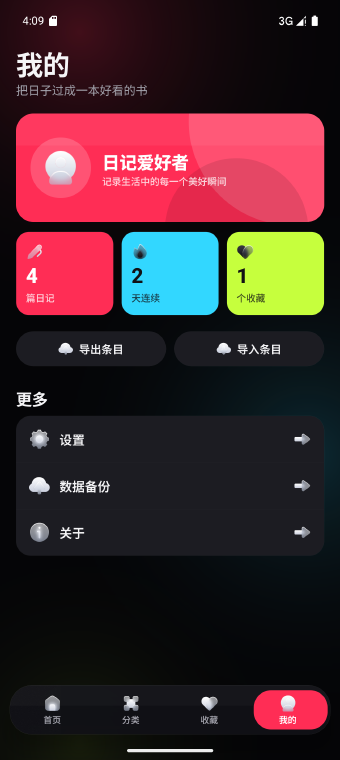 4:09
3G
我的
把日子过成一本好看的书
日记爱好者
记录生活中的每一个美好瞬间
4
篇日记
2
天连续
1
个收藏
导出条目
导入条目
更多
设置
数据备份
关于
首页
分类
收藏
我的